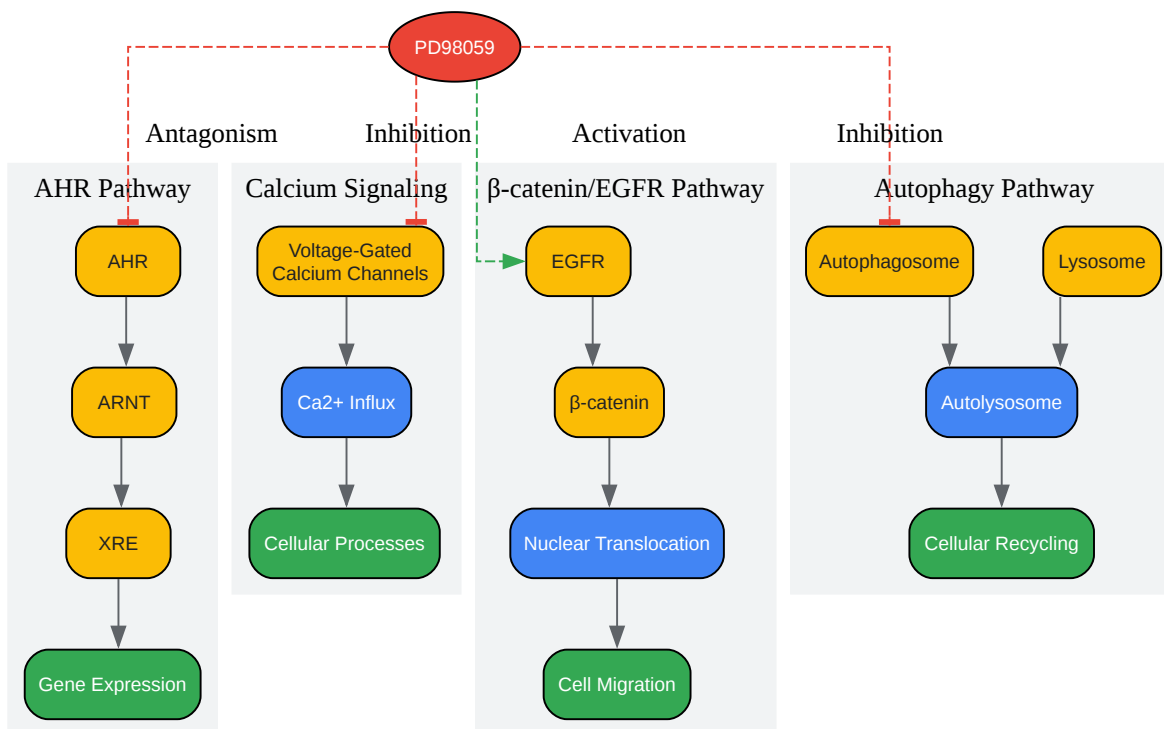 PD98059
Antagonism
Inhibition
Activation
Inhibition
AHR Pathway
Calcium Signaling
β-catenin/EGFR Pathway
Autophagy Pathway
AHR
Voltage-Gated
Calcium Channels
EGFR
Autophagosome
Lysosome
ARNT
Ca2+ Influx
β-catenin
Autolysosome
XRE
Cellular Processes
Nuclear Translocation
Cellular Recycling
Gene Expression
Cell Migration